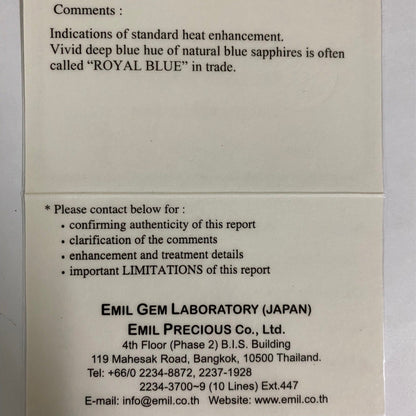 Comments :
Indications of standard heat enhancement.
Vivid deep blue hue of natural blue sapphires is often
called “ROYAL BLUE” in trade.
* Please contact below for :
• confirming authenticity of this report
• clarification of the comments
• enhancement and treatment details
• important LIMITATIONS of this report
EMIL GEM LABORATORY (JAPAN)
EMIL PRECIOUS Co., Ltd.
4th Floor (Phase 2) B.I.S. Building
119 Mahesak Road, Bangkok, 10500 Thailand.
Tel: +66/0 2234-8872, 2237-1928
2234-3700~9 (10 Lines) Ext.447
E-mail: info@emil.co.th Website: www.emil.co.th